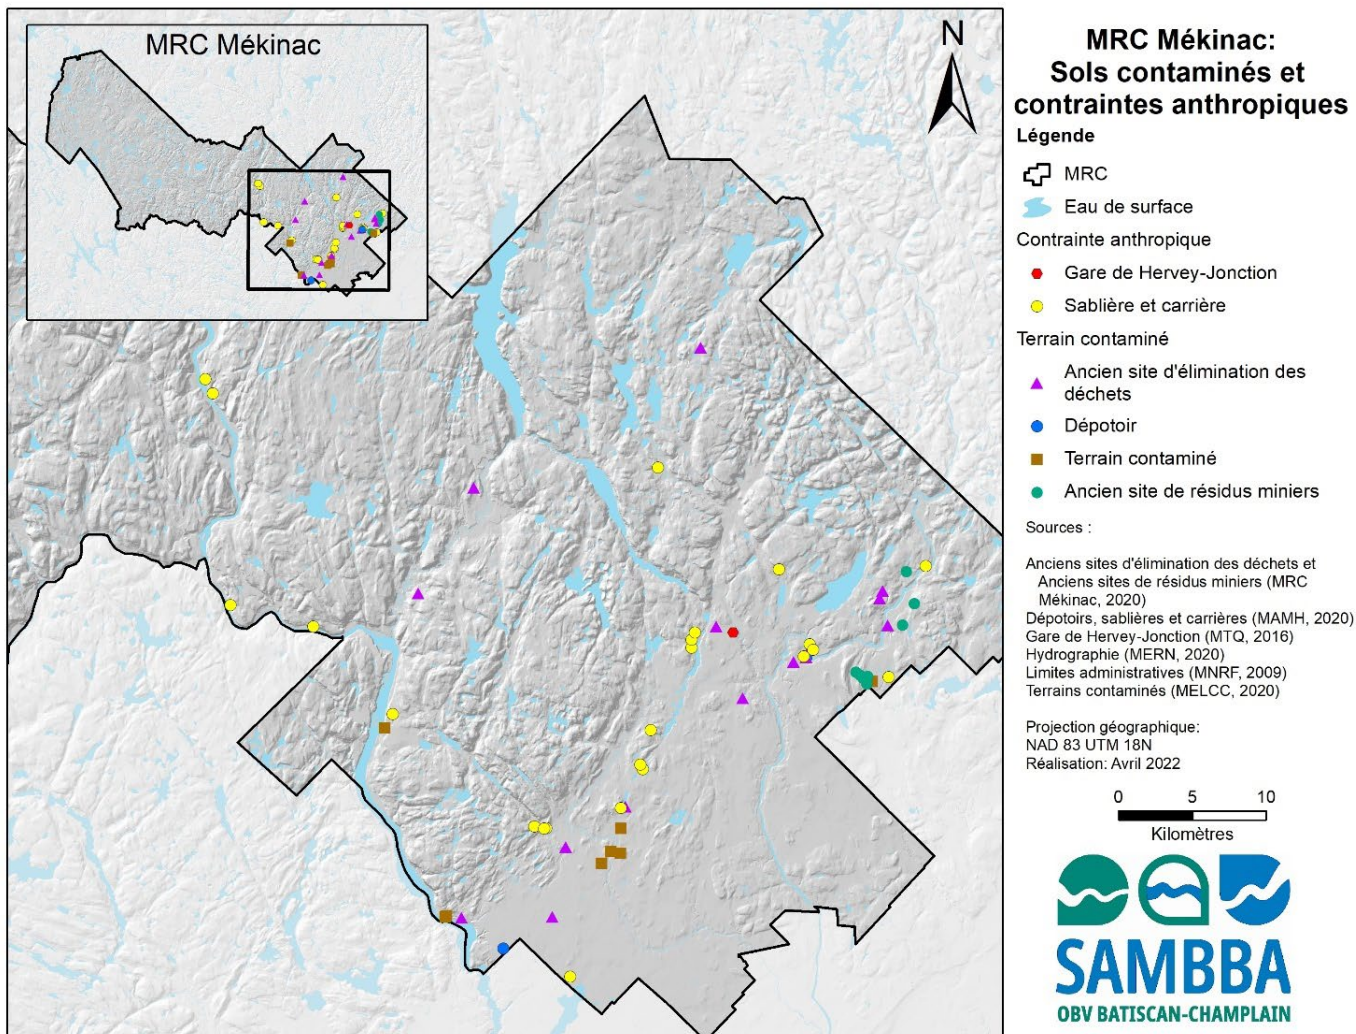 MRC Mékinac
N
MRC Mékinac:
Sols contaminés et
contraintes anthropiques
Légende
MRC
Eau de surface
Contrainte anthropique
Gare de Hervey-Jonction
Sablière et carrière
Terrain contaminé
Ancien site d'élimination des
déchets
Dépotoir
Terrain contaminé
Ancien site de résidus miniers
Sources :
Anciens sites d'élimination des déchets et
Anciens sites de résidus miniers (MRC
Mékinac, 2020)
Dépotoirs, sablières et carrières (MAMH, 2020)
Gare de Hervey-Jonction (MTQ, 2016)
Hydrographie (MERN, 2020)
Limites administratives (MNRF, 2009)
Terrains contaminés (MELCC, 2020)
Projection géographique:
NAD 83 UTM 18N
Réalisation: Avril 2022
0 5 10
Kilomètres
SAMBBA
OBV BATISCAN-CHAMPLAIN